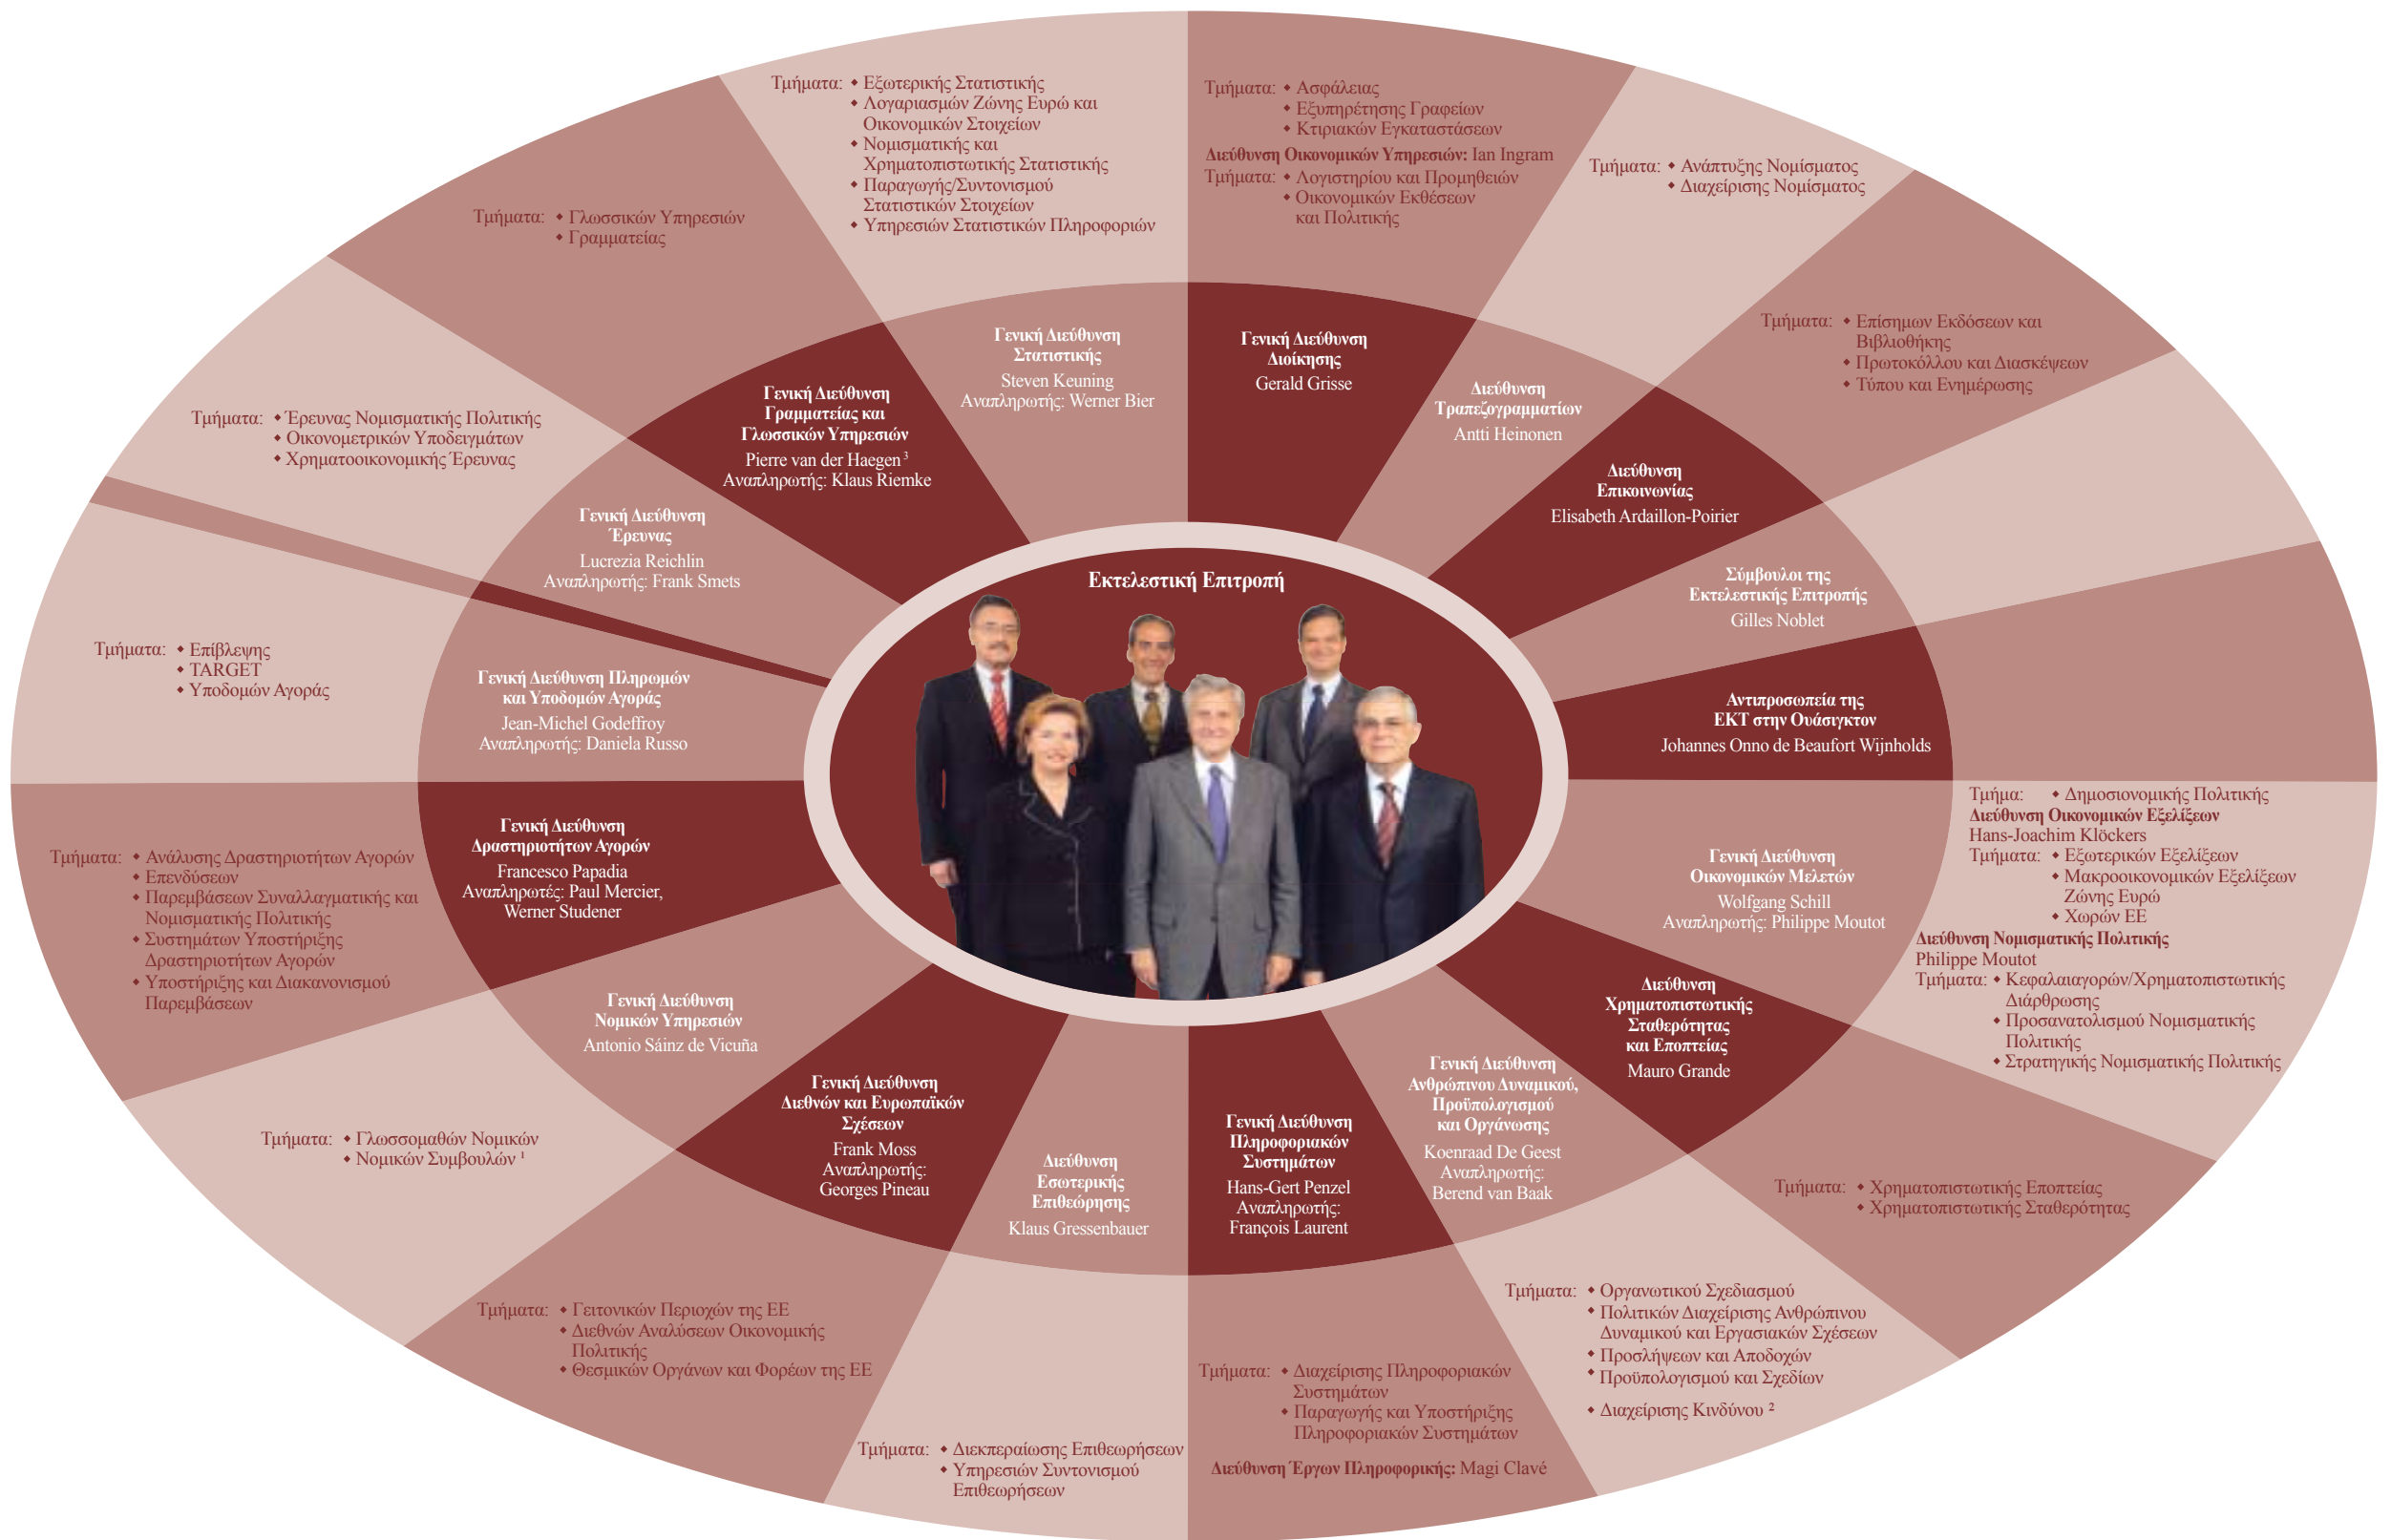 Τμήματα: ◆ Εξωτερικής Στατιστικής
◆ Λογαριασμών Ζώνης Ευρώ και
Οικονομικών Στοιχείων
◆ Νομισματικής και
Χρηματοπιστωτικής Στατιστικής
◆ Παραγωγής/Συντονισμού
Στατιστικών Στοιχείων
◆ Υπηρεσιών Στατιστικών Πληροφοριών
Τμήματα: ◆ Ασφάλειας
◆ Εξυπηρέτησης Γραφείων
◆ Κτιριακών Εγκαταστάσεων
Διεύθυνση Οικονομικών Υπηρεσιών: Ian Ingram
Τμήματα: ◆ Λογιστηρίου και Προμηθειών
◆ Οικονομικών Εκθέσεων
και Πολιτικής
Τμήματα: ◆ Ανάπτυξης Νομίσματος
◆ Διαχείρισης Νομίσματος
Τμήματα: ◆ Γλωσσικών Υπηρεσιών
◆ Γραμματείας
Τμήματα: ◆ Επίσημων Εκδόσεων και
Βιβλιοθήκης
◆ Πρωτοκόλλου και Διασκέψεων
◆ Τύπου και Ενημέρωσης
Τμήματα: ◆ Έρευνας Νομισματικής Πολιτικής
◆ Οικονομετρικών Υποδειγμάτων
◆ Χρηματοοικονομικής Έρευνας
Γενική Διεύθυνση
Γραμματείας και
Γλωσσικών Υπηρεσιών
Pierre van der Haegen ³
Αναπληρωτής: Klaus Riemke
Γενική Διεύθυνση
Στατιστικής
Steven Keuning
Αναπληρωτής: Werner Bier
Γενική Διεύθυνση
Διοίκησης
Gerald Grisse
Διεύθυνση
Τραπεζογραμματίων
Antti Heinonen
Διεύθυνση
Επικοινωνίας
Elisabeth Ardaillon-Poirier
Γενική Διεύθυνση
Έρευνας
Lucrezia Reichlin
Αναπληρωτής: Frank Smets
Εκτελεστική Επιτροπή
Σύμβουλοι της
Εκτελεστικής Επιτροπής
Gilles Noblet
Τμήματα: ◆ Επίβλεψης
◆ TARGET
◆ Υποδομών Αγοράς
Γενική Διεύθυνση Πληρωμών
και Υποδομών Αγοράς
Jean-Michel Godeffroy
Αναπληρωτής: Daniela Russo
Αντιπροσωπεία της
ΕΚΤ στην Ουάσιγκτον
Johannes Onno de Beaufort Wijnholds
Τμήματα: ◆ Ανάλυσης Δραστηριοτήτων Αγορών
◆ Επενδύσεων
◆ Παρεμβάσεων Συναλλαγματικής και
Νομισματικής Πολιτικής
◆ Συστημάτων Υποστήριξης
Δραστηριοτήτων Αγορών
◆ Υποστήριξης και Διακανονισμού
Παρεμβάσεων
Γενική Διεύθυνση
Δραστηριοτήτων Αγορών
Francesco Papadia
Αναπληρωτές: Paul Mercier,
Werner Studener
Γενική Διεύθυνση
Οικονομικών Μελετών
Wolfgang Schill
Αναπληρωτής: Philippe Moutot
Τμήμα: ◆ Δημοσιονομικής Πολιτικής
Διεύθυνση Οικονομικών Εξελίξεων
Hans-Joachim Klöckers
Τμήματα: ◆ Εξωτερικών Εξελίξεων
◆ Μακροοικονομικών Εξελίξεων
Ζώνης Ευρώ
◆ Χωρών ΕΕ
Διεύθυνση Νομισματικής Πολιτικής
Philippe Moutot
Τμήματα: ◆ Κεφαλαιαγορών/Χρηματοπιστωτικής
Διάρθρωσης
◆ Προσανατολισμού Νομισματικής
Πολιτικής
◆ Στρατηγικής Νομισματικής Πολιτικής
Γενική Διεύθυνση
Νομικών Υπηρεσιών
Antonio Sáinz de Vicuña
Διεύθυνση
Χρηματοπιστωτικής
Σταθερότητας
και Εποπτείας
Mauro Grande
Γενική Διεύθυνση
Διεθνών και Ευρωπαϊκών
Σχέσεων
Frank Moss
Αναπληρωτής:
Georges Pineau
Διεύθυνση
Εσωτερικής
Επιθεώρησης
Klaus Gressenbauer
Γενική Διεύθυνση
Πληροφοριακών
Συστημάτων
Hans-Gert Penzel
Αναπληρωτής:
François Laurent
Γενική Διεύθυνση
Ανθρώπινου Δυναμικού,
Προϋπολογισμού
και Οργάνωσης
Koenraad De Geest
Αναπληρωτής:
Berend van Baak
Τμήματα: ◆ Γλωσσομαθών Νομικών
◆ Νομικών Συμβουλών ¹
Τμήματα: ◆ Χρηματοπιστωτικής Εποπτείας
◆ Χρηματοπιστωτικής Σταθερότητας
Τμήματα: ◆ Γειτονικών Περιοχών της ΕΕ
◆ Διεθνών Αναλύσεων Οικονομικής
Πολιτικής
◆ Θεσμικών Οργάνων και Φορέων της ΕΕ
Τμήματα: ◆ Οργανωτικού Σχεδιασμού
◆ Πολιτικών Διαχείρισης Ανθρώπινου
Δυναμικού και Εργασιακών Σχέσεων
◆ Προσλήψεων και Αποδοχών
◆ Προϋπολογισμού και Σχεδίων
◆ Διαχείρισης Κινδύνου ²
Τμήματα: ◆ Διεκπεραίωσης Επιθεωρήσεων
◆ Υπηρεσιών Συντονισμού
Επιθεωρήσεων
Τμήματα: ◆ Διαχείρισης Πληροφοριακών
Συστημάτων
◆ Παραγωγής και Υποστήριξης
Πληροφοριακών Συστημάτων
Διεύθυνση Έργων Πληροφορικής: Magi Clavé